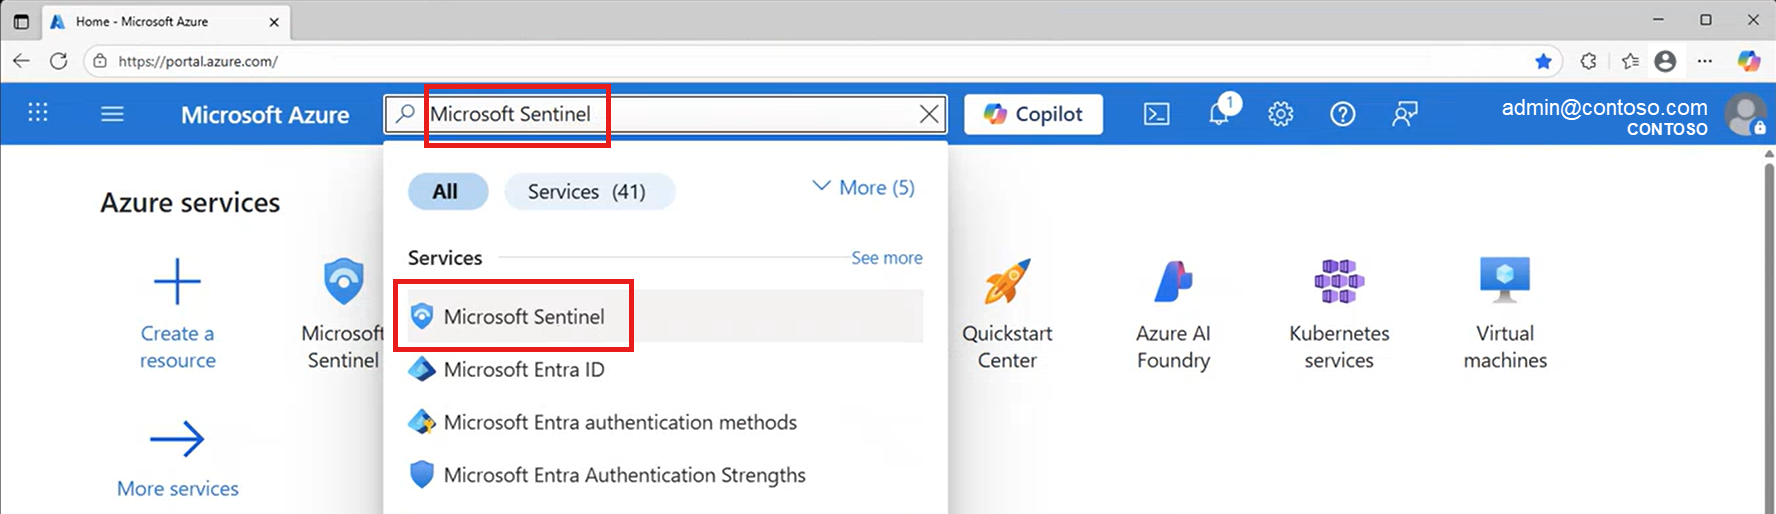 Home - Microsoft Azure
https://portal.azure.com/
Microsoft Azure
Microsoft Sentinel
Copilot
1
admin@contoso.com
CONTOSO
All
Services (41)
More (5)
Azure services
Services
See more
Create a
resource
Microsoft
Sentinel
Microsoft Sentinel
Microsoft Entra ID
Microsoft Entra authentication methods
Microsoft Entra Authentication Strengths
Quickstart
Center
Azure AI
Foundry
Kubernetes
services
Virtual
machines
More services